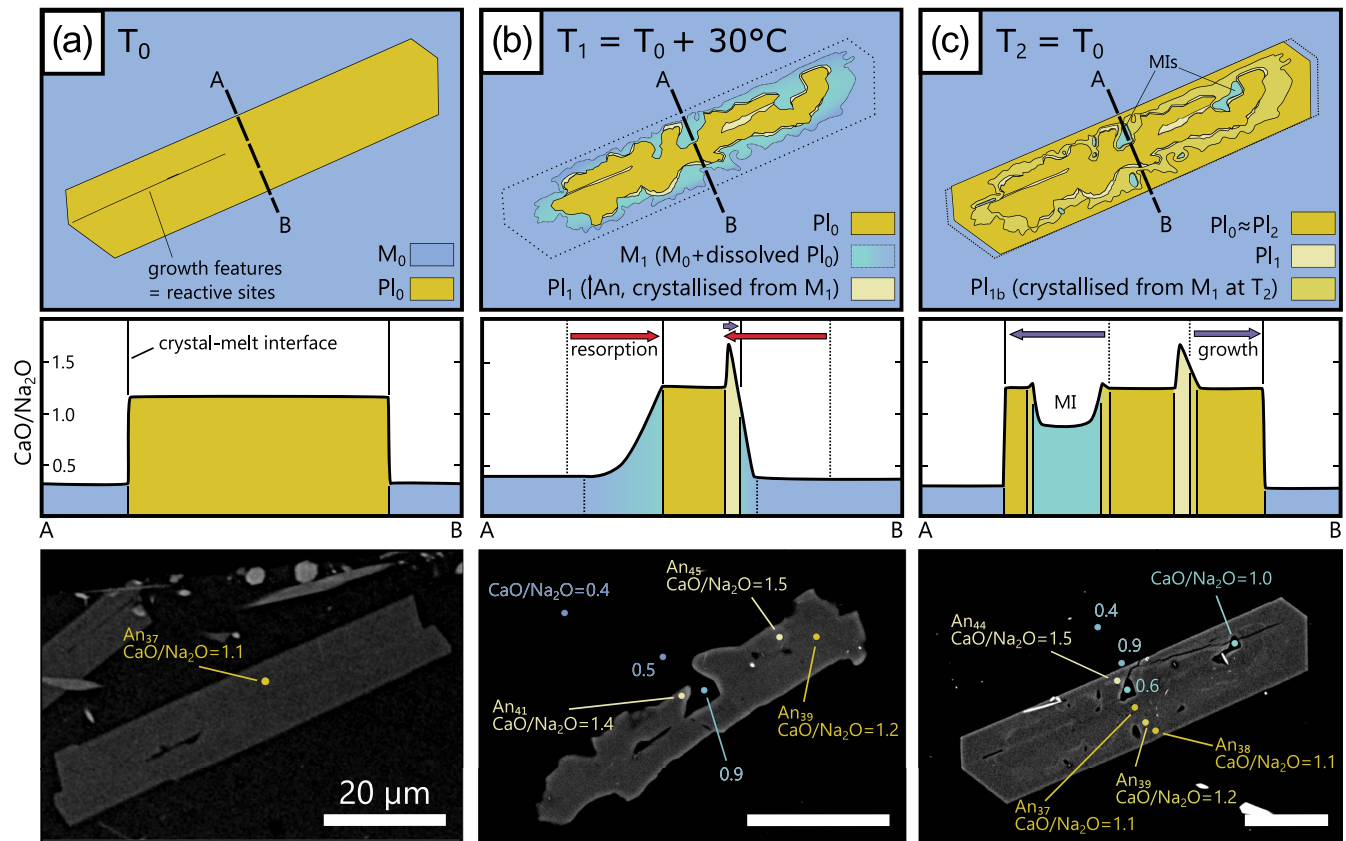 (a) T₀
A
B
growth features
= reactive sites
M₀
Pl₀
(b) T₁ = T₀ + 30°C
A
B
Pl₀
M₁ (M₀+dissolved Pl₀)
Pl₁ (↑An, crystallised from M₁)
(c) T₂ = T₀
MIs
A
B
Pl₀≈Pl₂
Pl₁
Pl₁b (crystallised from M₁ at T₂)
CaO/Na₂O
1.5
1.0
0.5
crystal-melt interface
A
B
resorption
A
B
growth
MI
A
B
An₃₇
CaO/Na₂O=1.1
20 µm
CaO/Na₂O=0.4
An₄₅
CaO/Na₂O=1.5
0.5
An₄₁
CaO/Na₂O=1.4
0.9
An₃₉
CaO/Na₂O=1.2
CaO/Na₂O=1.0
0.4
An₄₄
CaO/Na₂O=1.5
0.9
0.6
An₃₈
CaO/Na₂O=1.1
An₃₉
CaO/Na₂O=1.2
An₃₇
CaO/Na₂O=1.1